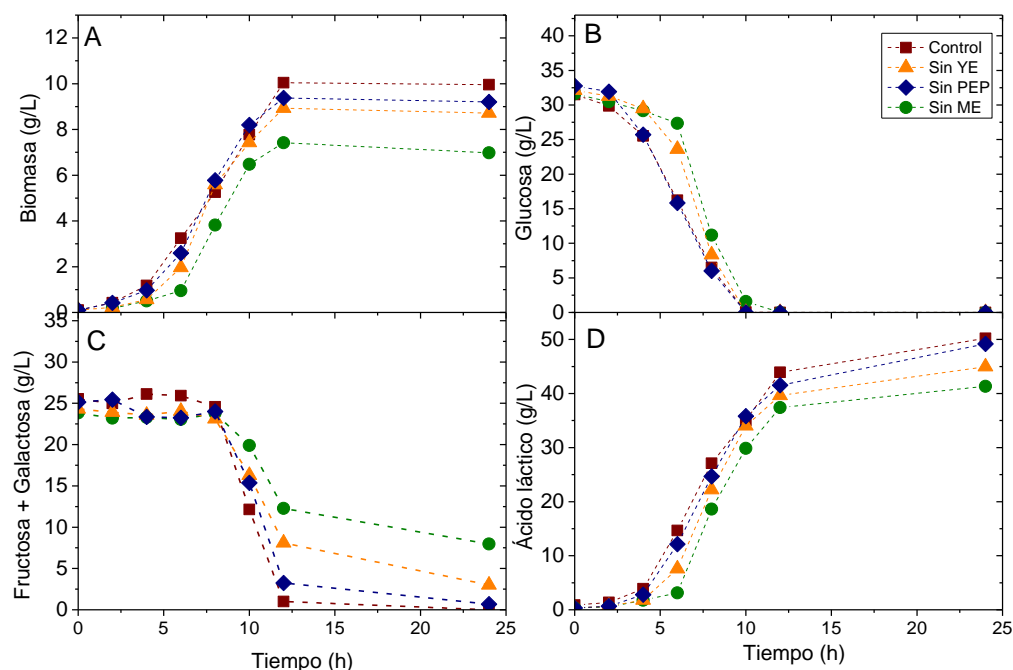 A
Biomasa (g/L)
0
2
4
6
8
10
12
B
Glucosa (g/L)
0
5
10
15
20
25
30
35
40
Control
Sin YE
Sin PEP
Sin ME
C
Fructosa + Galactosa (g/L)
0
5
10
15
20
25
30
35
0 5 10 15 20 25
Tiempo (h)
D
Ácido láctico (g/L)
0
10
20
30
40
50
0 5 10 15 20 25
Tiempo (h)